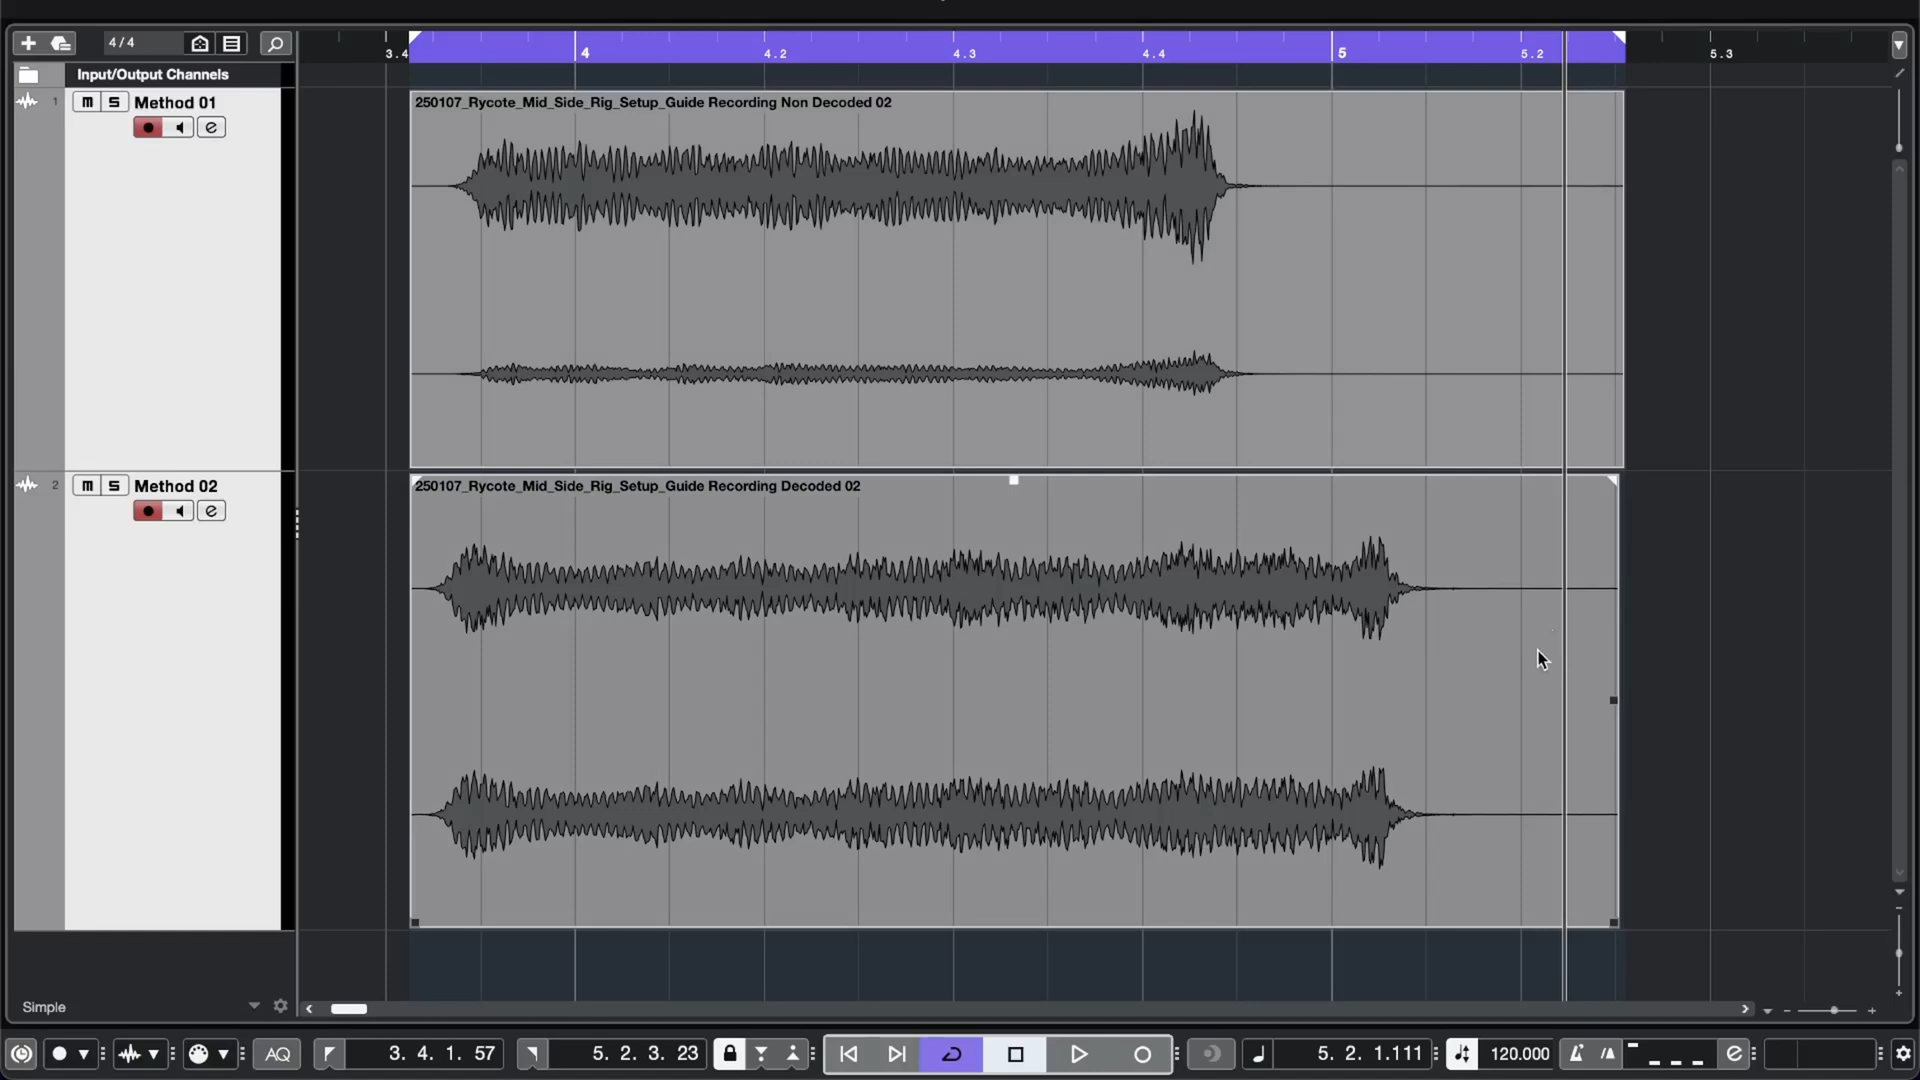 4/4
3.4
4
4.2
4.3
4.4
5
5.2
5.3
Input/Output Channels
1
m S Method 01
e
250107_Rycote_Mid_Side_Rig_Setup_Guide Recording Non Decoded 02
2
m S Method 02
e
250107_Rycote_Mid_Side_Rig_Setup_Guide Recording Decoded 02
Simple
AQ
3. 4. 1. 57
5. 2. 3. 23
5. 2. 1.111
120.000